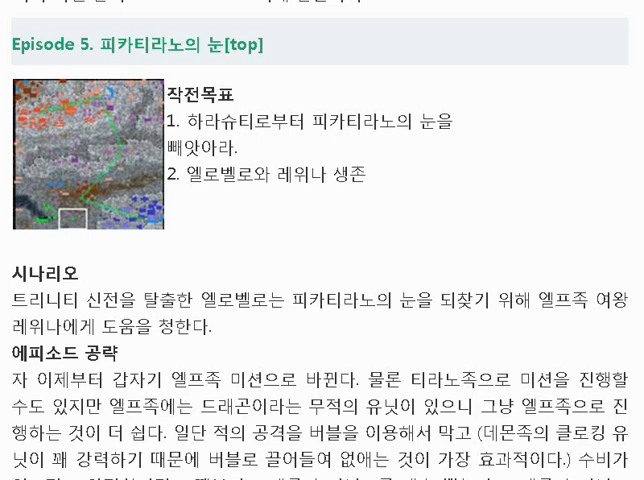 Episode 5. 피카티라노의 눈[top]
작전목표
1. 하라슈티로부터 피카티라노의 눈을
빼앗아라.
2. 엘로벨로와 레위나 생존
시나리오
트리니티 신전을 탈출한 엘로벨로는 피카티라노의 눈을 되찾기 위해 엘프족 여왕
레위나에게 도움을 청한다.
에피소드 공략
자 이제부터 갑자기 엘프족 미션으로 바뀐다. 물론 티라노족으로 미션을 진행할
수도 있지만 엘프족에는 드래곤이라는 무적의 유닛이 있으니 그냥 엘프족으로 진
행하는 것이 더 쉽다. 일단 적의 공격을 버블을 이용해서 막고 (데몬족의 클로킹 유
닛이 꽤 강력하기 때문에 버블로 끌어들여 없애는 것이 가장 효과적이다.) 수비가